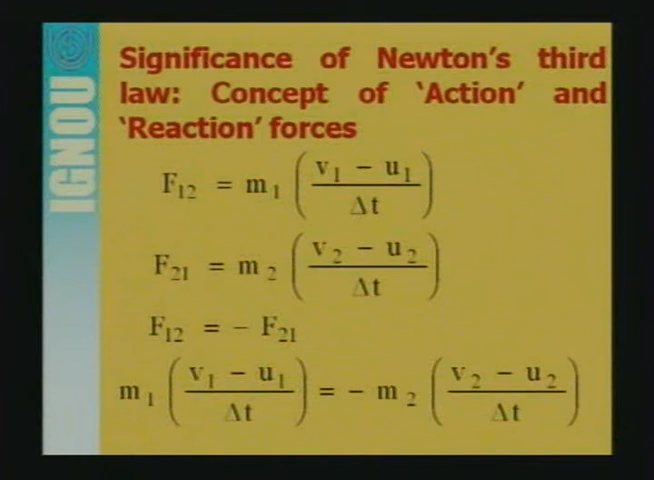 IGNOU
Significance of Newton's third
law: Concept of 'Action' and
'Reaction' forces
F₁₂ = m₁ ( (v₁ − u₁) / Δt )
F₂₁ = m₂ ( (v₂ − u₂) / Δt )
F₁₂ = − F₂₁
m₁ ( (v₁ − u₁) / Δt ) = − m₂ ( (v₂ − u₂) / Δt )